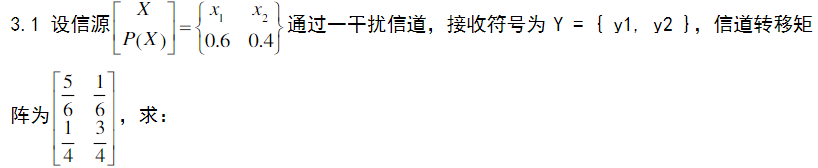 3.1 设信源[X P(X)]={x1 x2 0.6 0.4}通过一干扰信道，接收符号为 Y = { y1, y2 }，信道转移矩
阵为[5/6 1/6 1/4 3/4]，求：